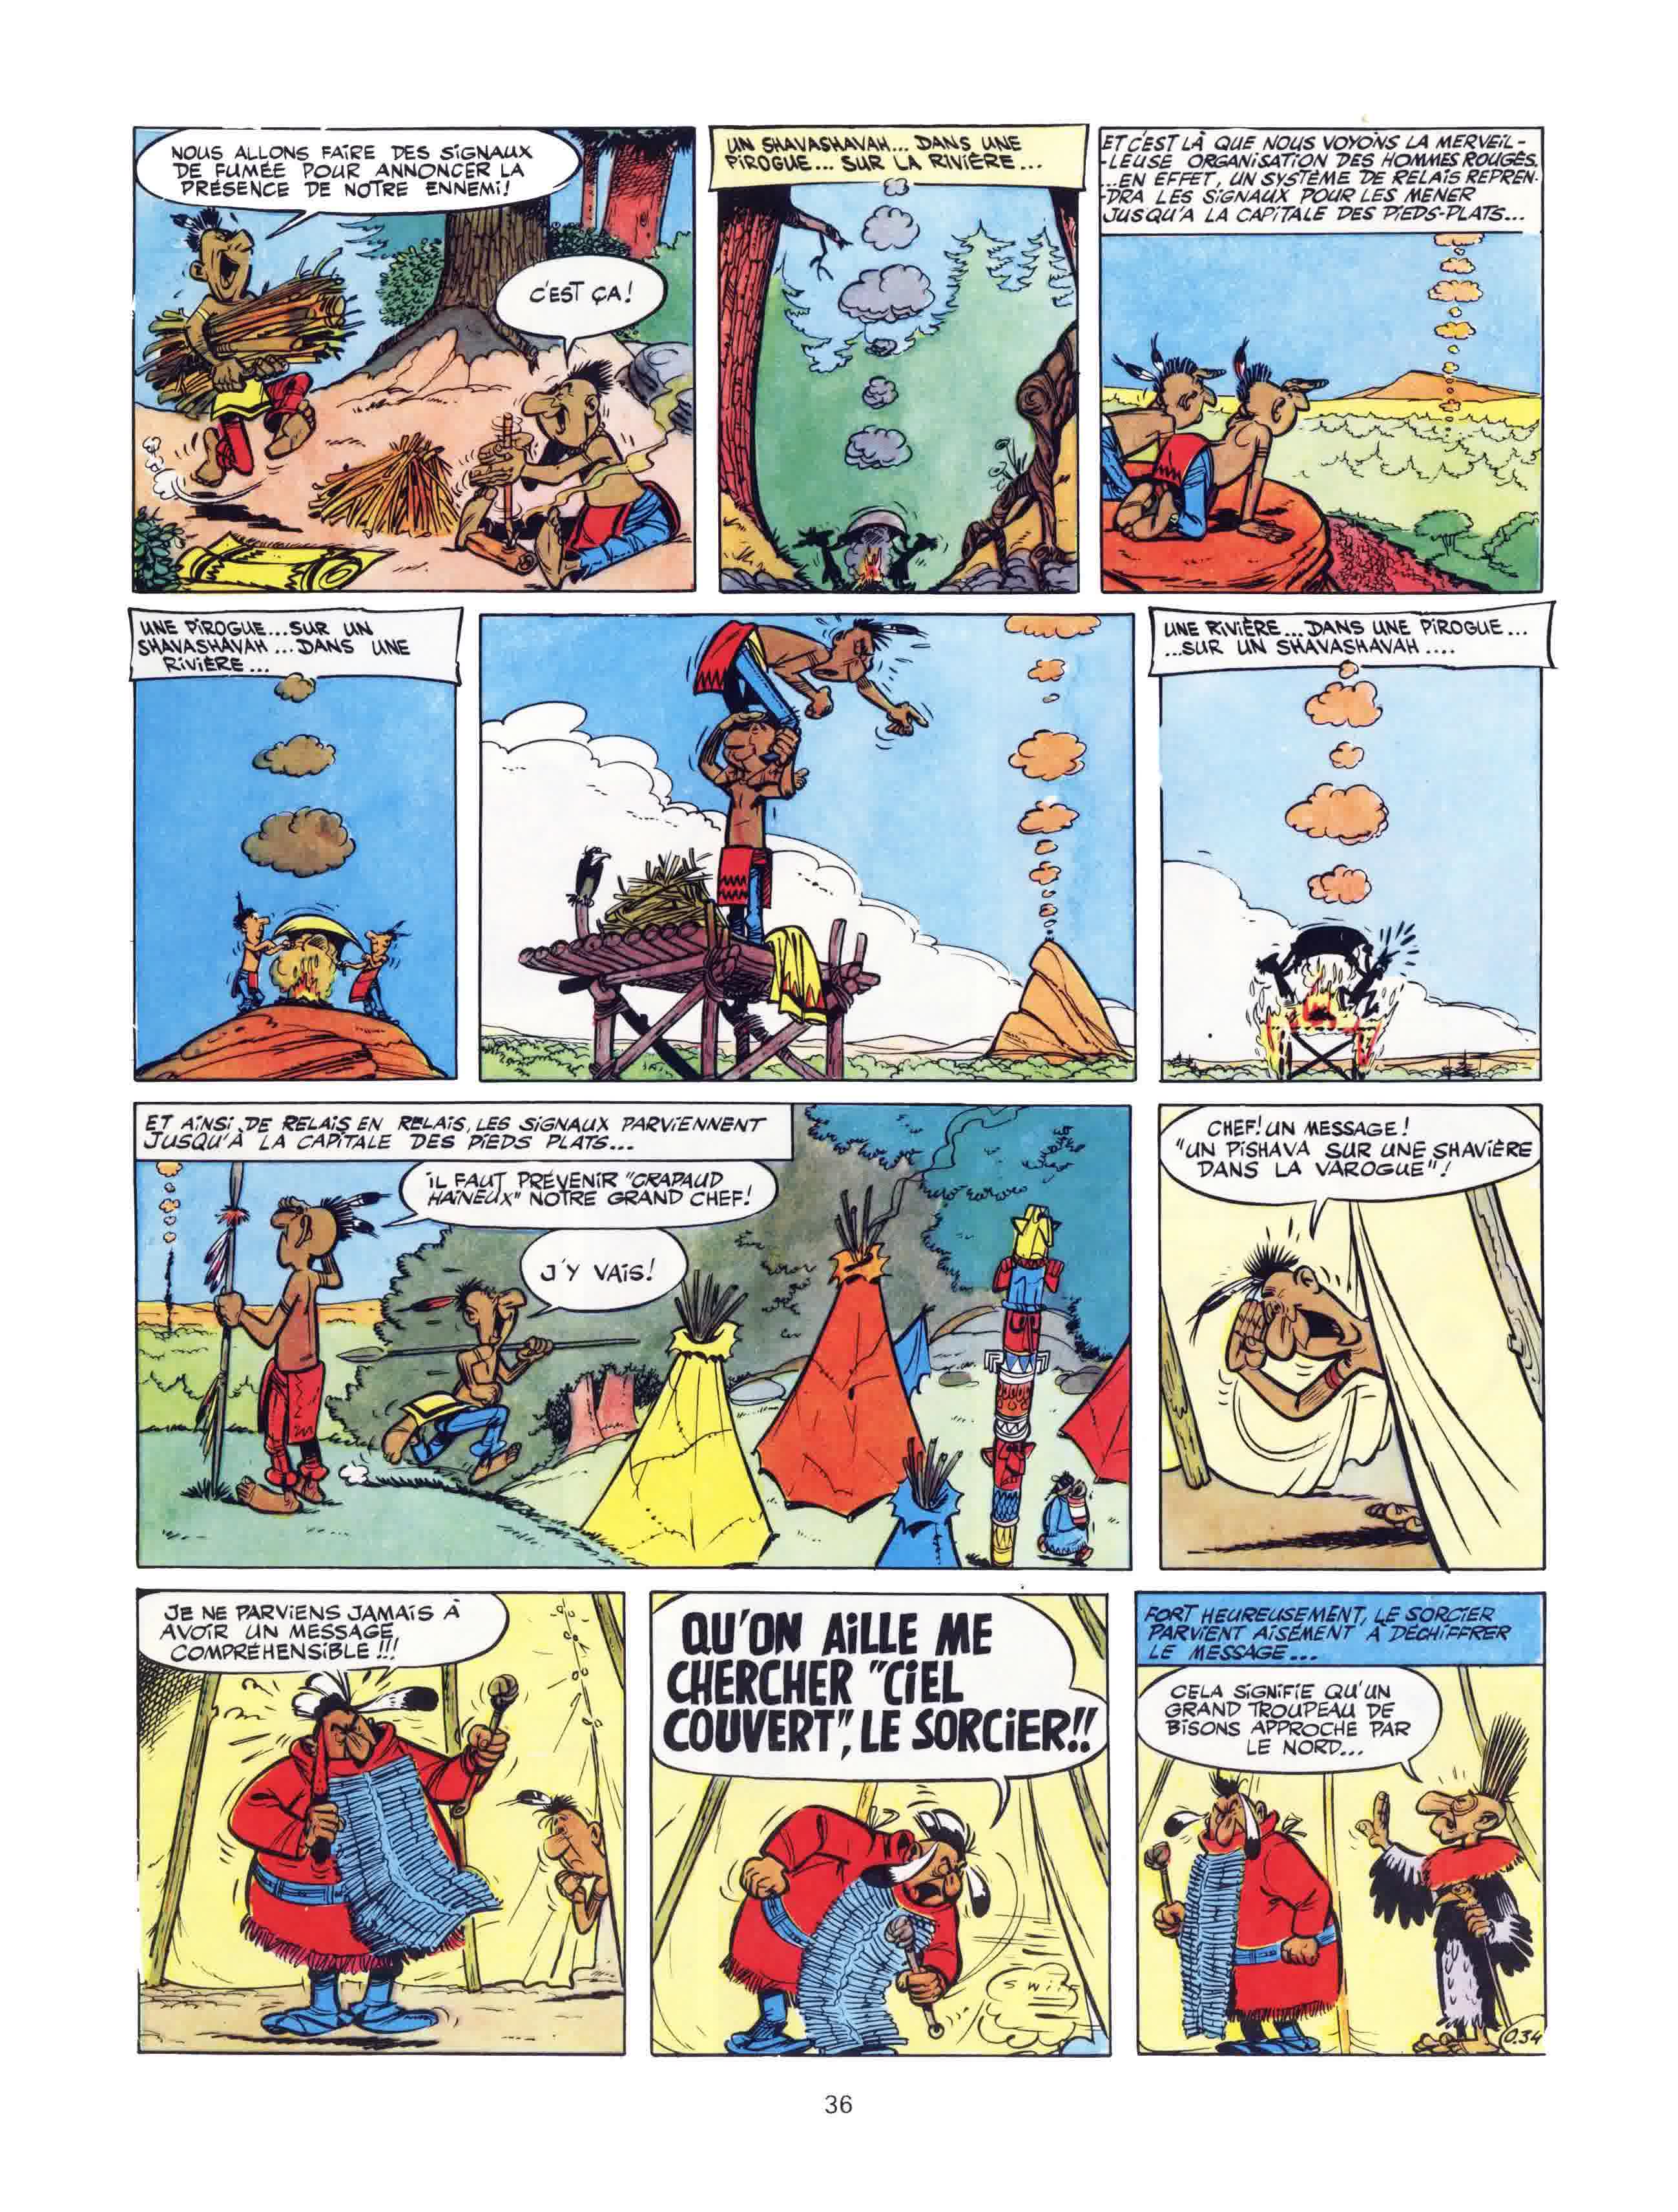 NOUS ALLONS FAIRE DES SIGNAUX
DE FUMÉE POUR ANNONCER LA
PRÉSENCE DE NOTRE ENNEMI!
C'EST ÇA!
UN SHAVASHAVAH... DANS UNE
PIROGUE... SUR LA RIVIÈRE...
ET C'EST LÀ QUE NOUS VOYONS LA MERVEIL-
-LEUSE ORGANISATION DES HOMMES ROUGES.
...EN EFFET, UN SYSTÈME DE RELAIS REPREN-
-DRA LES SIGNAUX POUR LES MENER
JUSQU'A LA CAPITALE DES PIEDS-PLATS...
UNE PIROGUE...SUR UN
SHAVASHAVAH...DANS UNE
RIVIÈRE...
UNE RIVIÈRE...DANS UNE PIROGUE...
...SUR UN SHAVASHAVAH....
ET AINSI, DE RELAIS EN RELAIS, LES SIGNAUX PARVIENNENT
JUSQU'À LA CAPITALE DES PIEDS PLATS...
IL FAUT PRÉVENIR "CRAPAUD
HAINEUX" NOTRE GRAND CHEF!
J'Y VAIS!
CHEF! UN MESSAGE!
"UN PISHAVA SUR UNE SHAVIÈRE
DANS LA VAROGUE"!
JE NE PARVIENS JAMAIS À
AVOIR UN MESSAGE
COMPRÉHENSIBLE!!!
QU'ON AILLE ME
CHERCHER "CIEL
COUVERT", LE SORCIER!!
SWI
FORT HEUREUSEMENT, LE SORCIER
PARVIENT AISÉMENT À DÉCHIFFRER
LE MESSAGE...
CELA SIGNIFIE QU'UN
GRAND TROUPEAU DE
BISONS APPROCHE PAR
LE NORD...
O.34
36